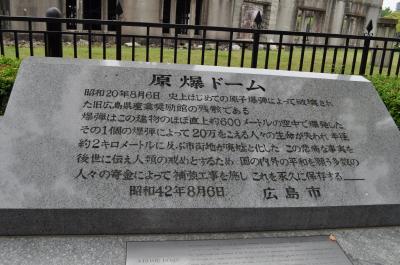 原爆ドーム
昭和20年8月6日 史上はじめての原子爆弾によって破壊され
た旧広島県産業奨励館の残骸である
爆弾はこの建物のほぼ直上約600メートルの空中で爆発した
その1個の爆弾によって20万をこえる人々の生命が失われ 半径
約2キロメートルに及ぶ市街地が廃墟と化した この悲痛な事実を
後世に伝え人類の戒めとするため 国の内外の平和を願う多数の
人々の寄金によって補強工事を施し これを永久に保存する
昭和42年8月6日 広島市